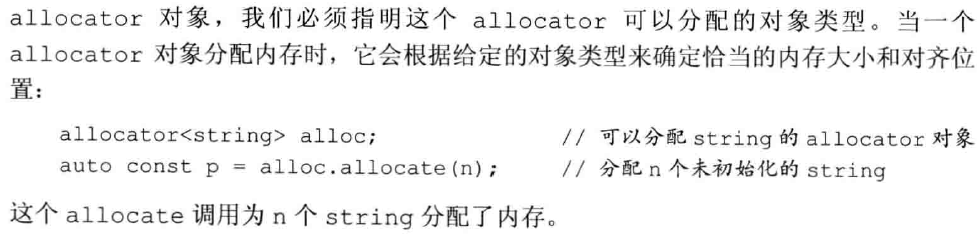 allocator 对象，我们必须指明这个 allocator 可以分配的对象类型。当一个
allocator 对象分配内存时，它会根据给定的对象类型来确定恰当的内存大小和对齐位
置：
allocator<string> alloc; // 可以分配 string 的 allocator 对象
auto const p = alloc.allocate(n); // 分配 n 个未初始化的 string
这个 allocate 调用为 n 个 string 分配了内存。